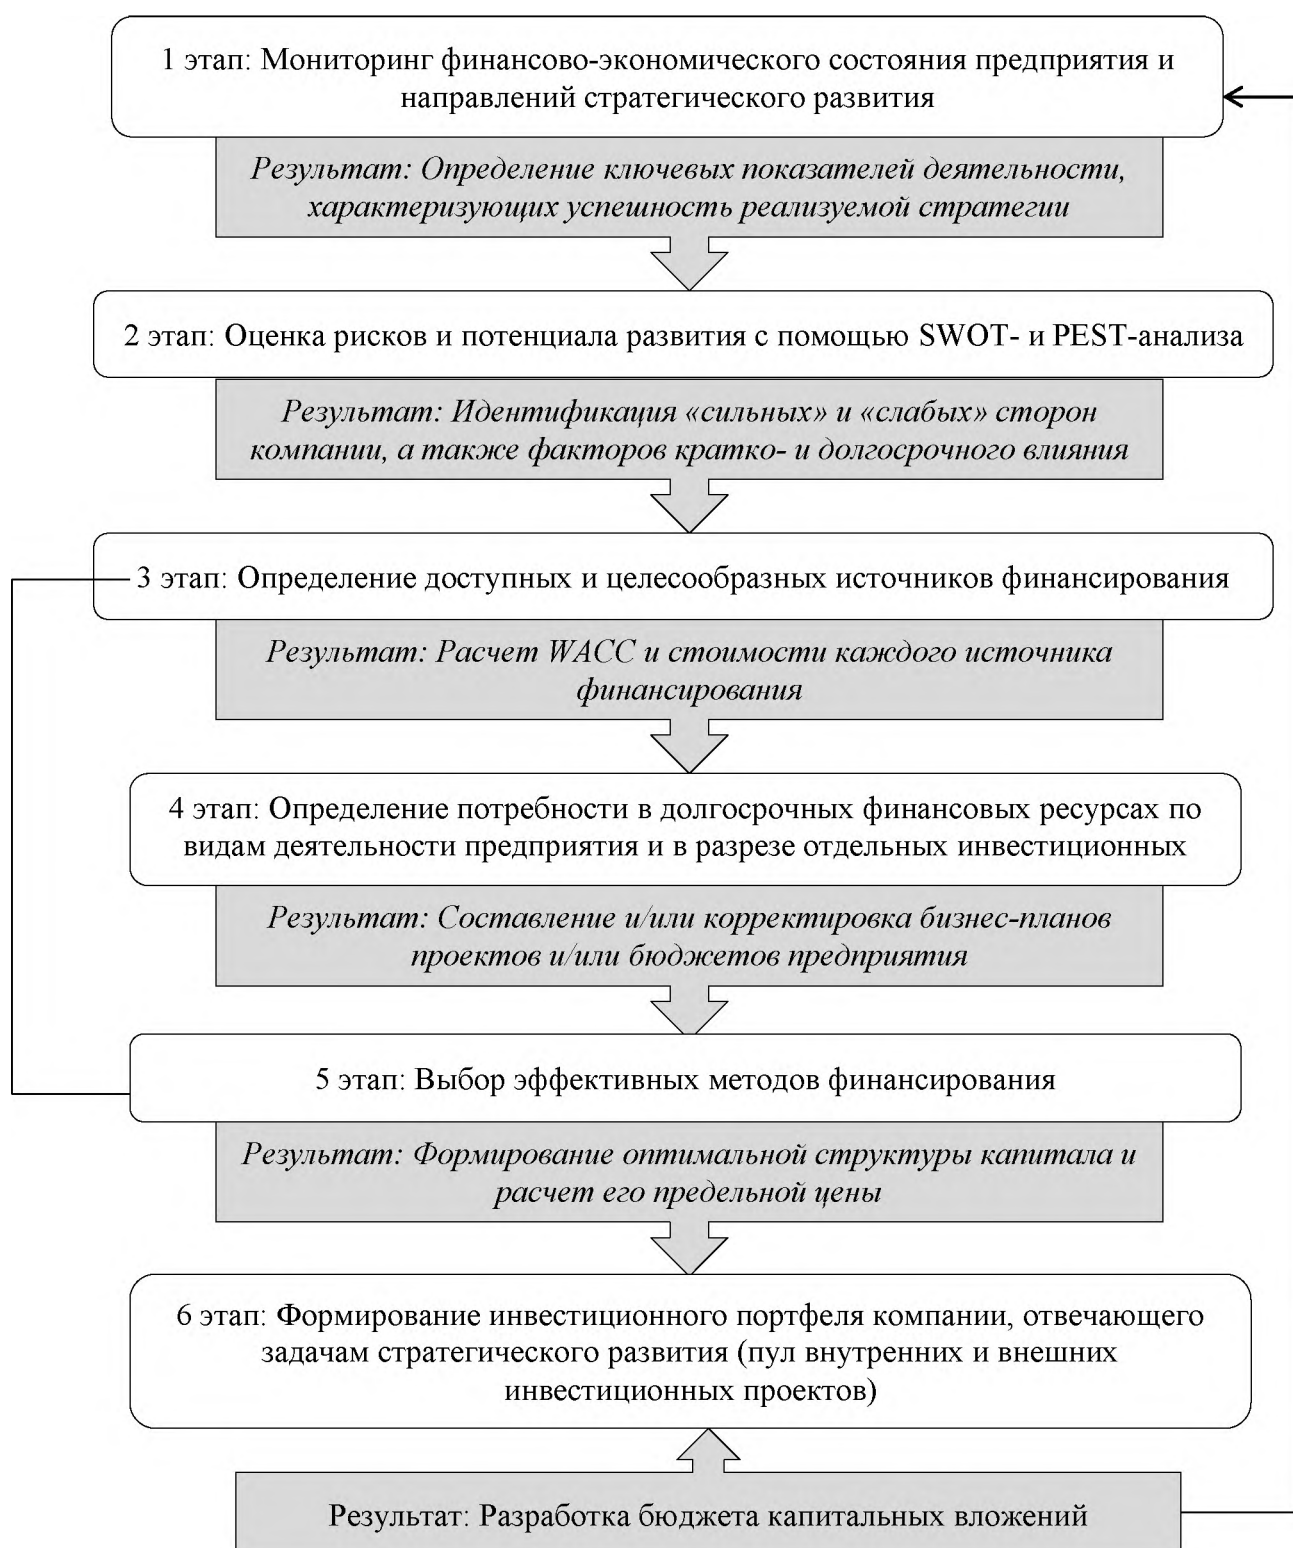 1 этап: Мониторинг финансово-экономического состояния предприятия и
направлений стратегического развития
Результат: Определение ключевых показателей деятельности,
характеризующих успешность реализуемой стратегии
2 этап: Оценка рисков и потенциала развития с помощью SWOT- и PEST-анализа
Результат: Идентификация «сильных» и «слабых» сторон
компании, а также факторов кратко- и долгосрочного влияния
3 этап: Определение доступных и целесообразных источников финансирования
Результат: Расчет WACC и стоимости каждого источника
финансирования
4 этап: Определение потребности в долгосрочных финансовых ресурсах по
видам деятельности предприятия и в разрезе отдельных инвестиционных
Результат: Составление и/или корректировка бизнес-планов
проектов и/или бюджетов предприятия
5 этап: Выбор эффективных методов финансирования
Результат: Формирование оптимальной структуры капитала и
расчет его предельной цены
6 этап: Формирование инвестиционного портфеля компании, отвечающего
задачам стратегического развития (пул внутренних и внешних
инвестиционных проектов)
Результат: Разработка бюджета капитальных вложений